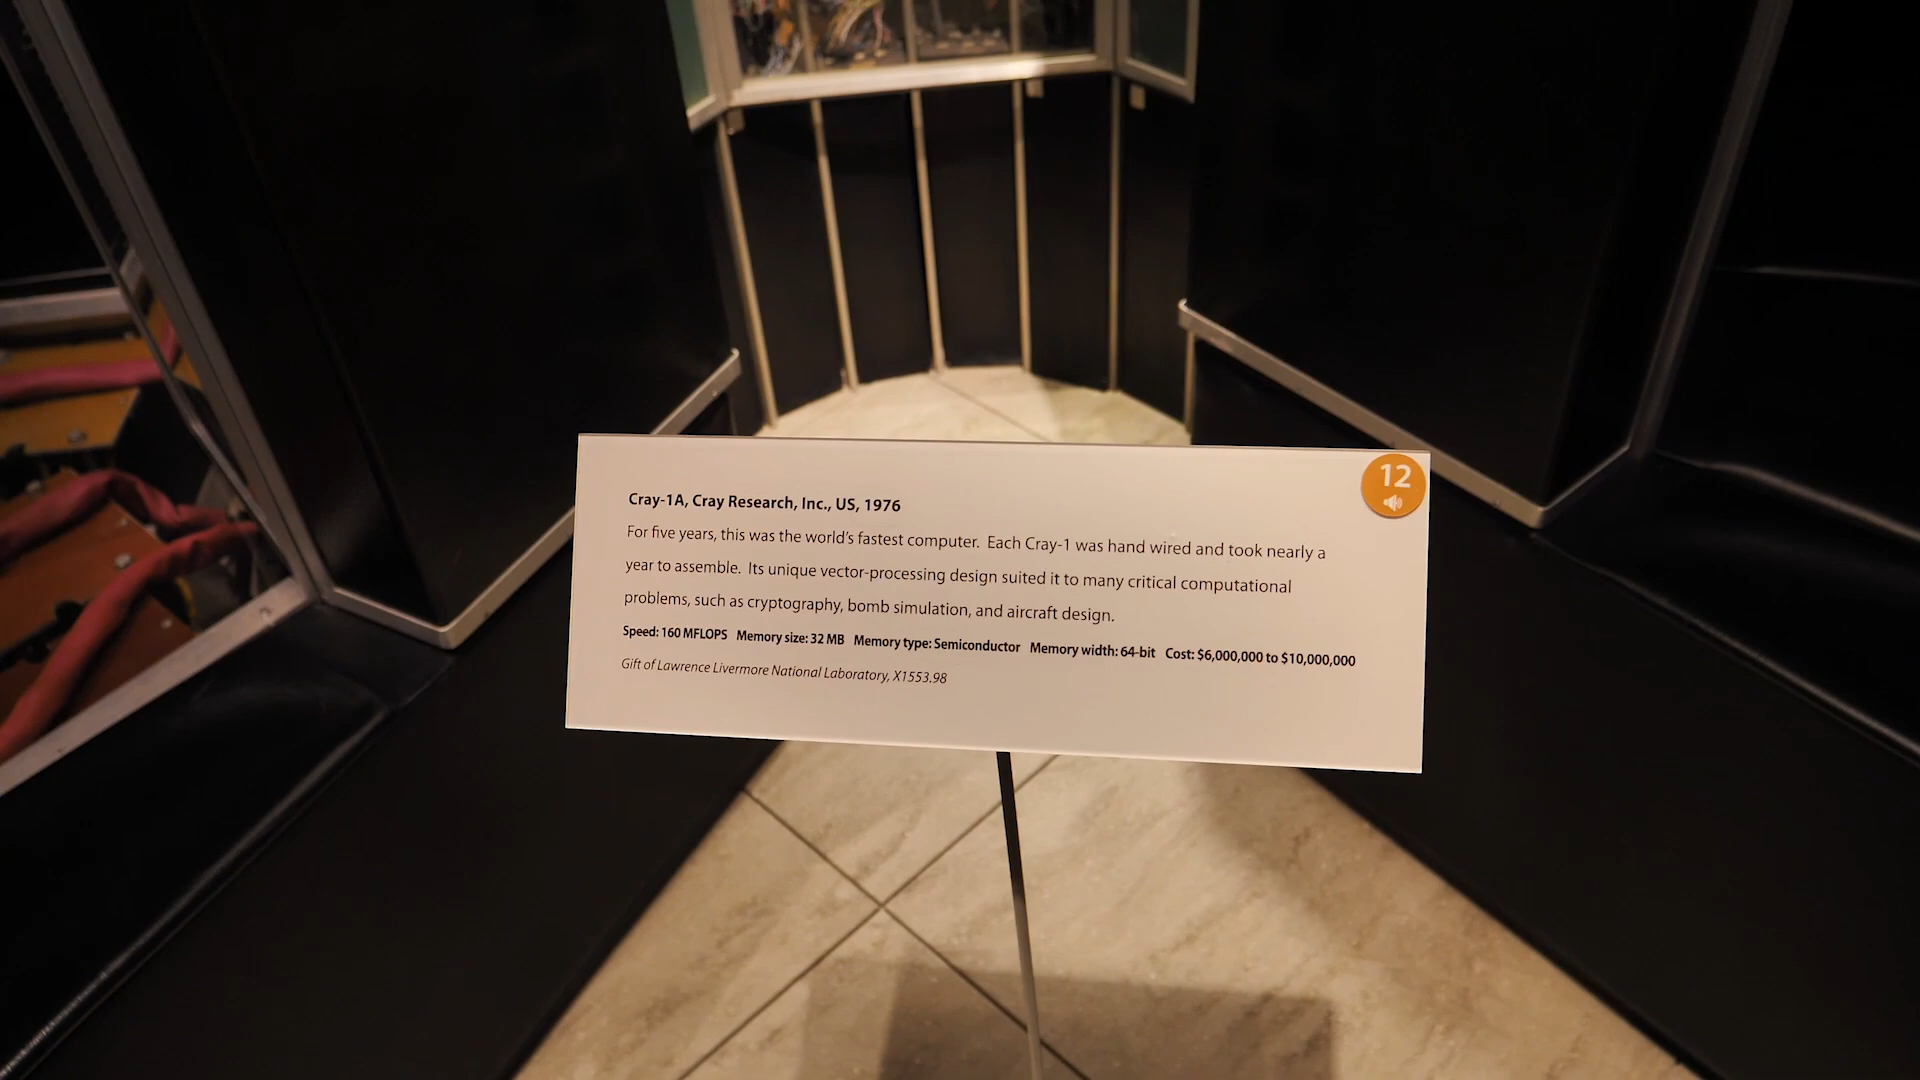 12
Cray-1A, Cray Research, Inc., US, 1976
For five years, this was the world's fastest computer. Each Cray-1 was hand wired and took nearly a
year to assemble. Its unique vector-processing design suited it to many critical computational
problems, such as cryptography, bomb simulation, and aircraft design.
Speed: 160 MFLOPS Memory size: 32 MB Memory type: Semiconductor Memory width: 64-bit Cost: $6,000,000 to $10,000,000
Gift of Lawrence Livermore National Laboratory, X1553.98